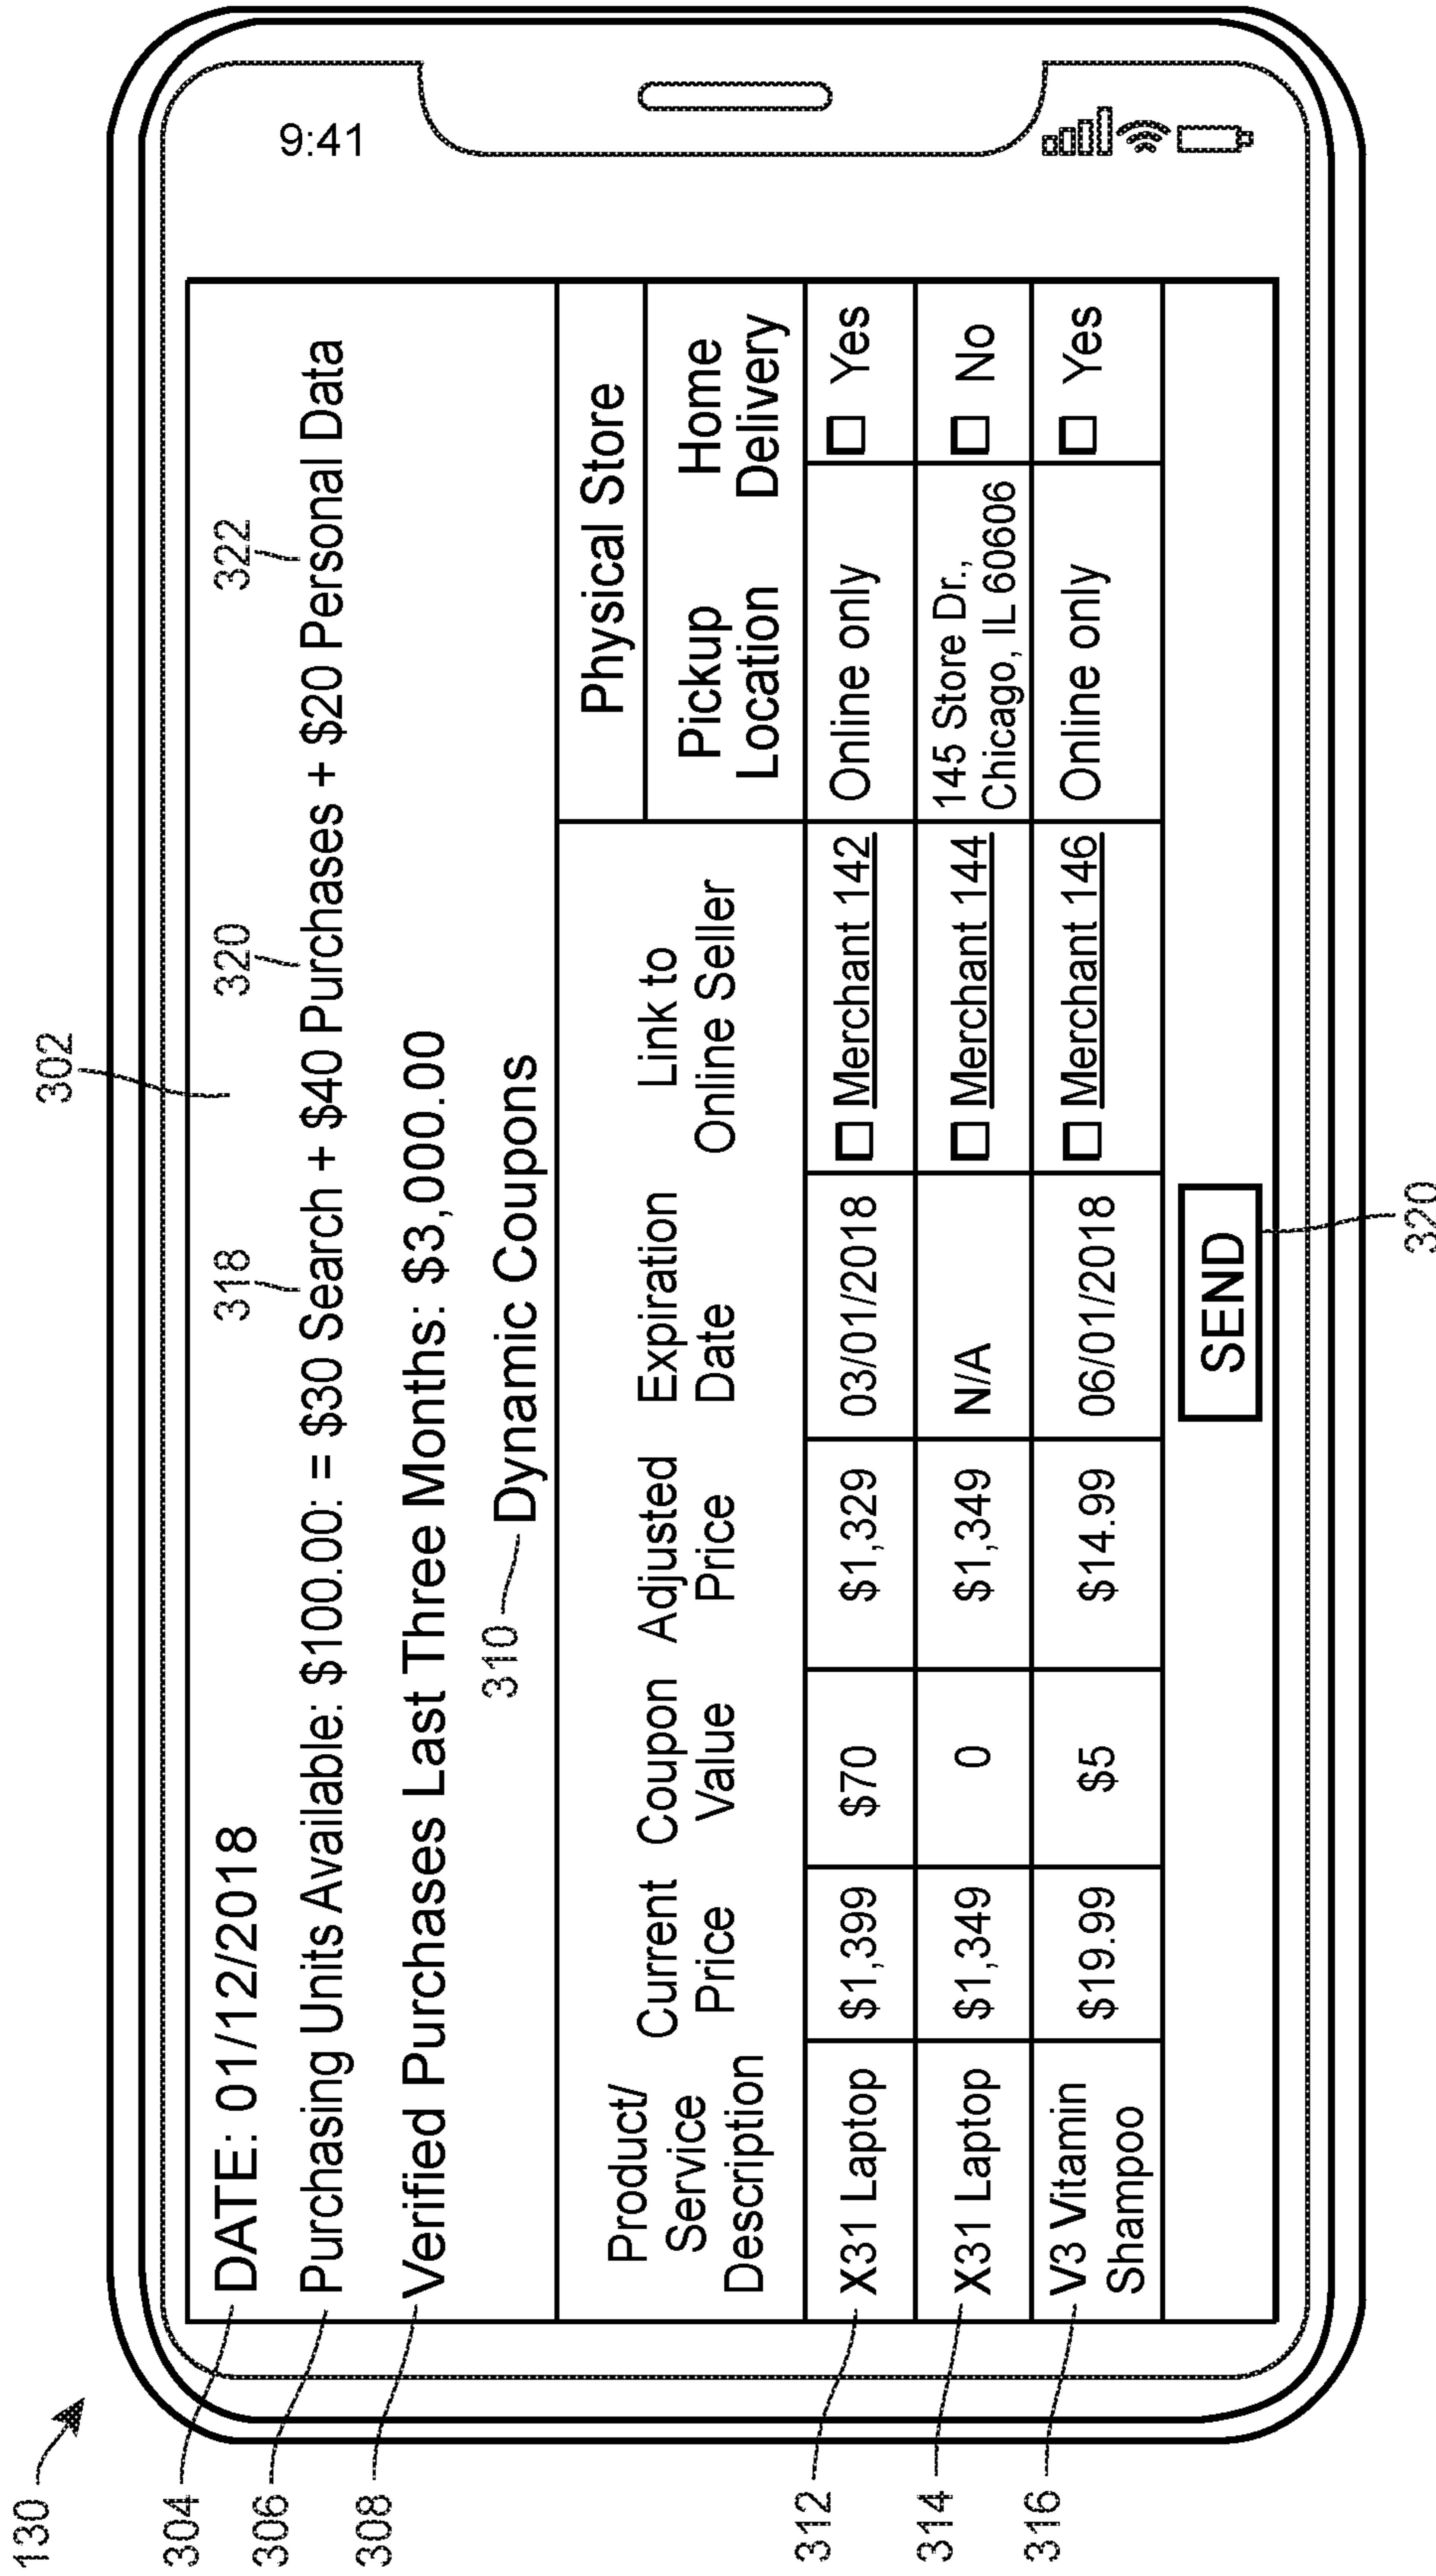 130
302
9:41
304
DATE: 01/12/2018
318
320
322
306
Purchasing Units Available: $100.00: = $30 Search + $40 Purchases + $20 Personal Data
308
Verified Purchases Last Three Months: $3,000.00
310
Dynamic Coupons
Product/
Service
Description
Current
Price
Coupon
Value
Adjusted
Price
Expiration
Date
Link to
Online Seller
Physical Store
Pickup
Location
Home
Delivery
312
X31 Laptop
$1,399
$70
$1,329
03/01/2018
Merchant 142
Online only
Yes
314
X31 Laptop
$1,349
0
$1,349
N/A
Merchant 144
145 Store Dr.,
Chicago, IL 60606
No
316
V3 Vitamin
Shampoo
$19.99
$5
$14.99
06/01/2018
Merchant 146
Online only
Yes
SEND
320